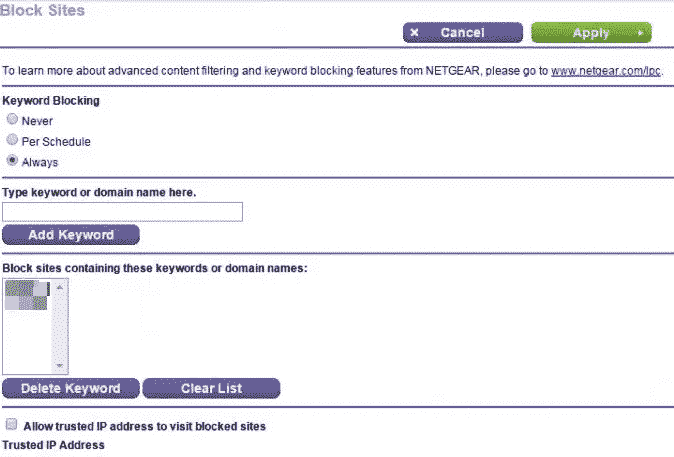 Block Sites
Cancel Apply
To learn more about advanced content filtering and keyword blocking features from NETGEAR, please go to www.netgear.com/lpc.
Keyword Blocking
Never
Per Schedule
Always
Type keyword or domain name here.
Add Keyword
Block sites containing these keywords or domain names:
Delete Keyword Clear List
Allow trusted IP address to visit blocked sites
Trusted IP Address